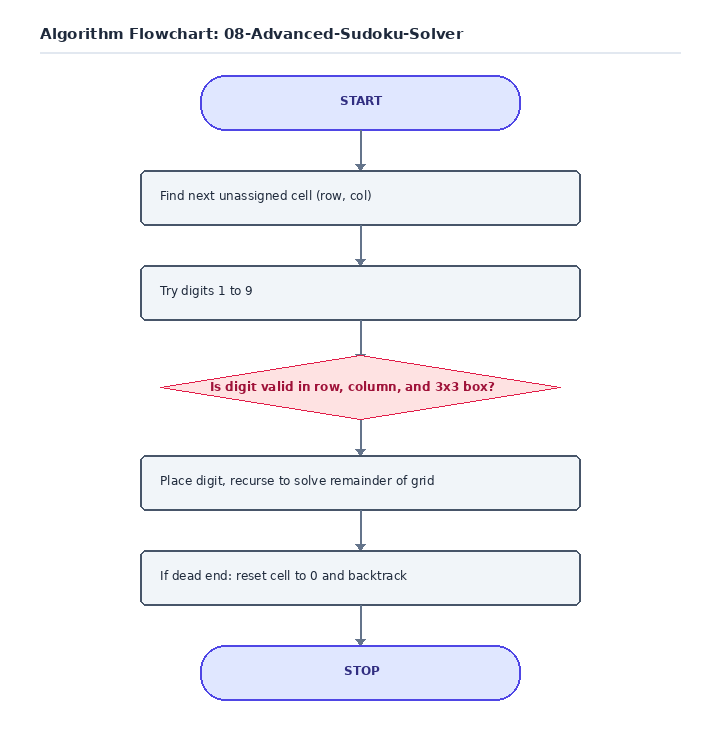 Algorithm Flowchart: 08-Advanced-Sudoku-Solver
START
Find next unassigned cell (row, col)
Try digits 1 to 9
Is digit valid in row, column, and 3x3 box?
Place digit, recurse to solve remainder of grid
If dead end: reset cell to 0 and backtrack
STOP